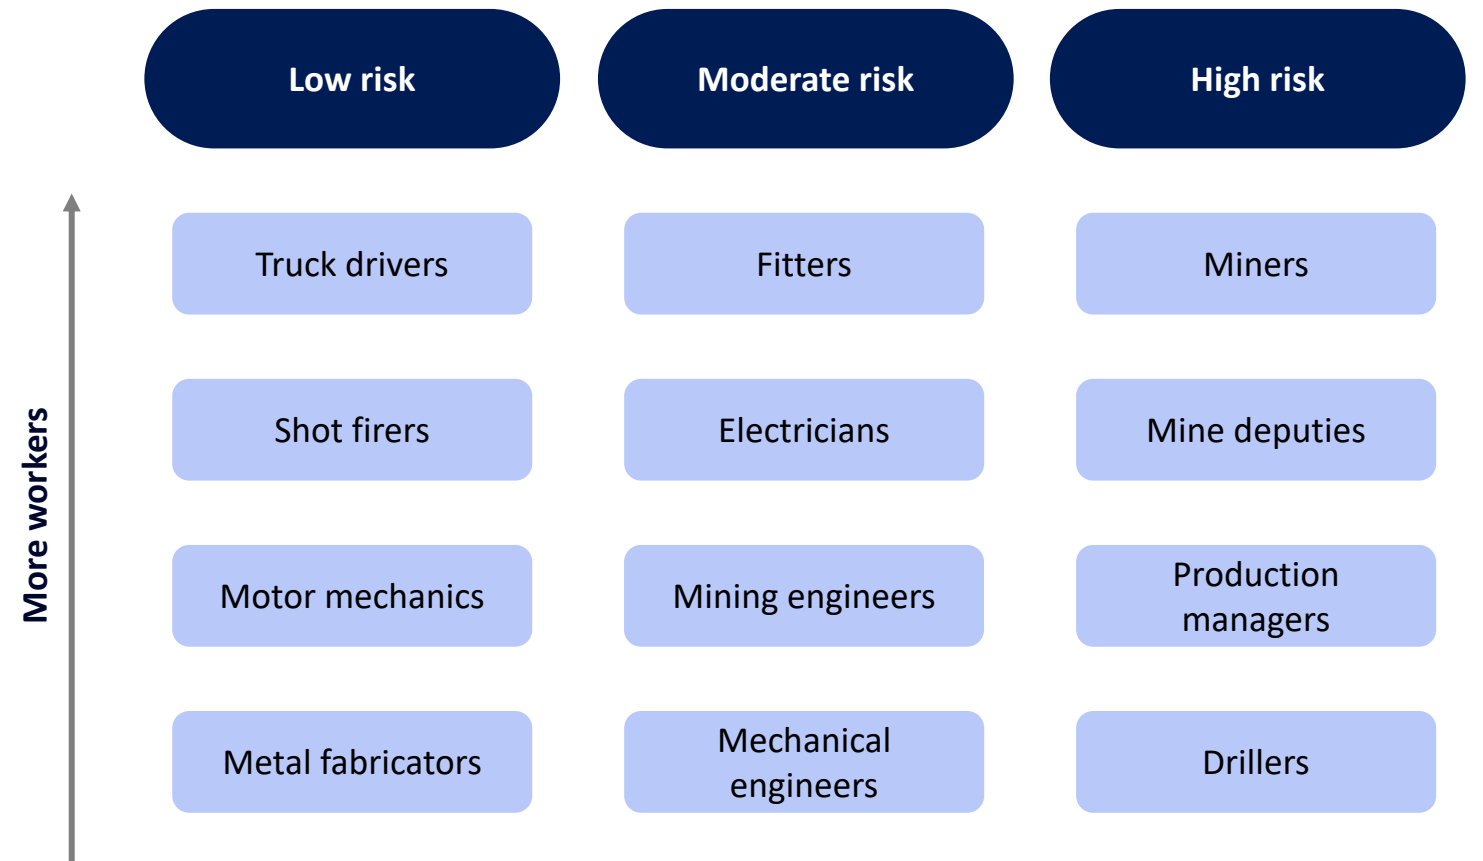 Low risk
Moderate risk
High risk
More workers
Truck drivers
Fitters
Miners
Shot firers
Electricians
Mine deputies
Motor mechanics
Mining engineers
Production
managers
Metal fabricators
Mechanical
engineers
Drillers